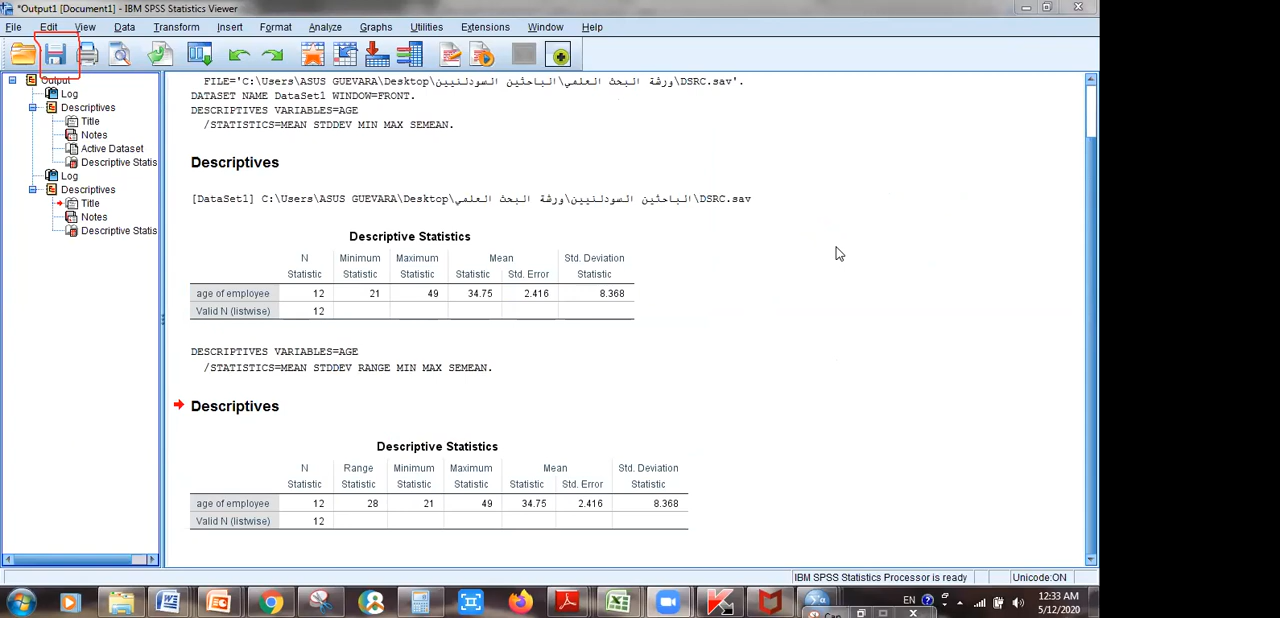 *Output1 [Document1] - IBM SPSS Statistics Viewer
File Edit View Data Transform Insert Format Analyze Graphs Utilities Extensions Window Help
Output
Log
Descriptives
Title
Notes
Active Dataset
Descriptive Statis
Log
Descriptives
Title
Notes
Descriptive Statis
FILE='C:\Users\ASUS GUEVARA\Desktop\ورشة البحث العلمي\الباحثين السودلنيين\DSRC.sav'.
DATASET NAME DataSet1 WINDOW=FRONT.
DESCRIPTIVES VARIABLES=AGE
/STATISTICS=MEAN STDDEV MIN MAX SEMEAN.
Descriptives
[DataSet1] C:\Users\ASUS GUEVARA\Desktop\ورشة البحث العلمي\الباحثين السودلنيين\DSRC.sav
Descriptive Statistics
N Minimum Maximum Mean Std. Deviation
Statistic Statistic Statistic Statistic Std. Error Statistic
age of employee 12 21 49 34.75 2.416 8.368
Valid N (listwise) 12
DESCRIPTIVES VARIABLES=AGE
/STATISTICS=MEAN STDDEV RANGE MIN MAX SEMEAN.
Descriptives
Descriptive Statistics
N Range Minimum Maximum Mean Std. Deviation
Statistic Statistic Statistic Statistic Statistic Std. Error Statistic
age of employee 12 28 21 49 34.75 2.416 8.368
Valid N (listwise) 12
IBM SPSS Statistics Processor is ready Unicode:ON
EN 12:33 AM
5/12/2020